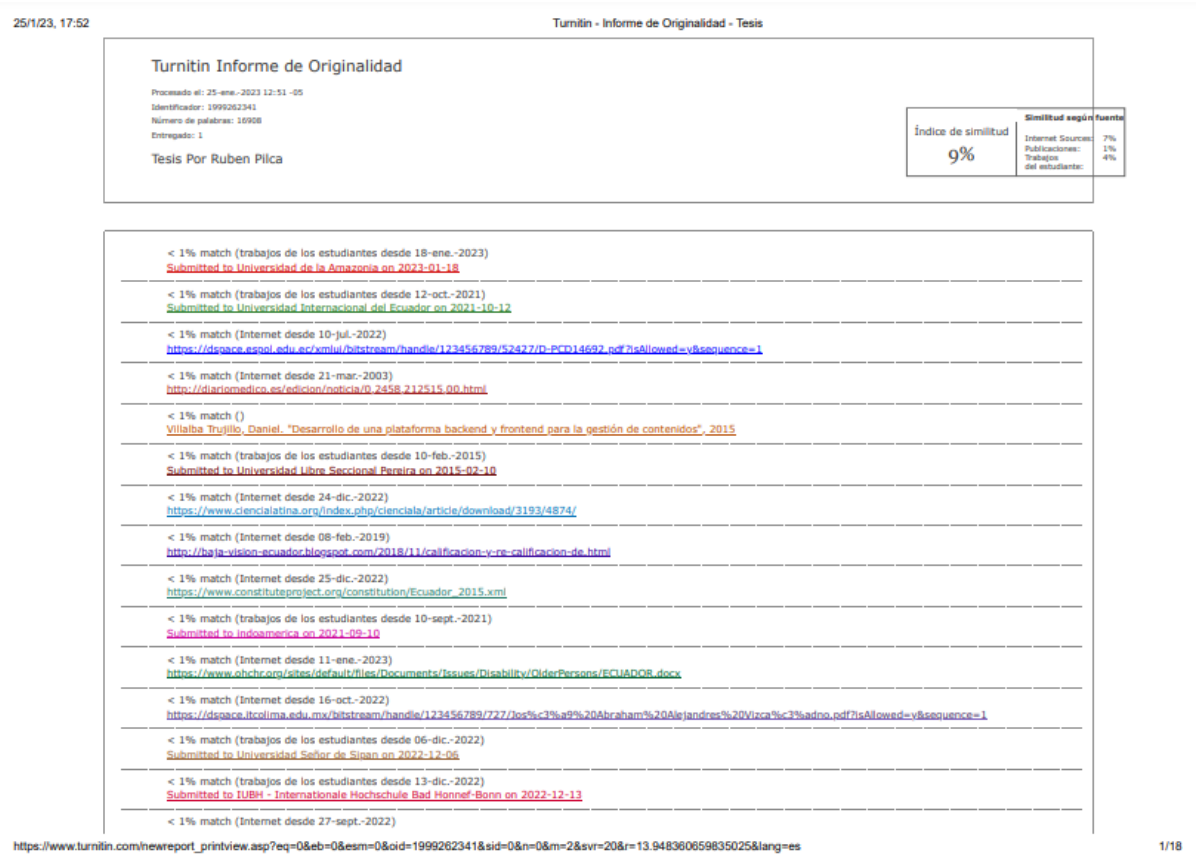 25/1/23, 17:52
Turnitin - Informe de Originalidad - Tesis
Turnitin Informe de Originalidad
Procesado el: 25-ene.-2023 12:51 -05
Identificador: 1999262341
Número de palabras: 16908
Entregado: 1
Tesis Por Ruben Pilca
Índice de similitud
9%
Similitud según fuente
Internet Sources: 7%
Publicaciones: 1%
Trabajos 4%
del estudiante:
< 1% match (trabajos de los estudiantes desde 18-ene.-2023)
Submitted to Universidad de la Amazonia on 2023-01-18
< 1% match (trabajos de los estudiantes desde 12-oct.-2021)
Submitted to Universidad Internacional del Ecuador on 2021-10-12
< 1% match (Internet desde 10-jul.-2022)
https://dspace.espol.edu.ec/xmlui/bitstream/handle/123456789/52427/D-PCD14692.pdf?isAllowed=y&sequence=1
< 1% match (Internet desde 21-mar.-2003)
http://diariomedico.es/edicion/noticia/0,2458,212515,00.html
< 1% match ()
Villalba Trujillo, Daniel. "Desarrollo de una plataforma backend y frontend para la gestión de contenidos", 2015
< 1% match (trabajos de los estudiantes desde 10-feb.-2015)
Submitted to Universidad Libre Seccional Pereira on 2015-02-10
< 1% match (Internet desde 24-dic.-2022)
https://www.ciencialatina.org/index.php/cienciala/article/download/3193/4874/
< 1% match (Internet desde 08-feb.-2019)
http://baja-vision-ecuador.blogspot.com/2018/11/calificacion-y-re-calificacion-de.html
< 1% match (Internet desde 25-dic.-2022)
https://www.constituteproject.org/constitution/Ecuador_2015.xml
< 1% match (trabajos de los estudiantes desde 10-sept.-2021)
Submitted to indoamerica on 2021-09-10
< 1% match (Internet desde 11-ene.-2023)
https://www.ohchr.org/sites/default/files/Documents/Issues/Disability/OlderPersons/ECUADOR.docx
< 1% match (Internet desde 16-oct.-2022)
https://dspace.itcolima.edu.mx/bitstream/handle/123456789/727/Jos%c3%a9%20Abraham%20Alejandres%20Vizca%c3%adno.pdf?isAllowed=y&sequence=1
< 1% match (trabajos de los estudiantes desde 06-dic.-2022)
Submitted to Universidad Señor de Sipan on 2022-12-06
< 1% match (trabajos de los estudiantes desde 13-dic.-2022)
Submitted to IUBH - Internationale Hochschule Bad Honnef-Bonn on 2022-12-13
< 1% match (Internet desde 27-sept.-2022)
https://www.turnitin.com/newreport_printview.asp?eq=0&eb=0&esm=0&oid=1999262341&sid=0&n=0&m=2&svr=20&r=13.948360659835025&lang=es
1/18